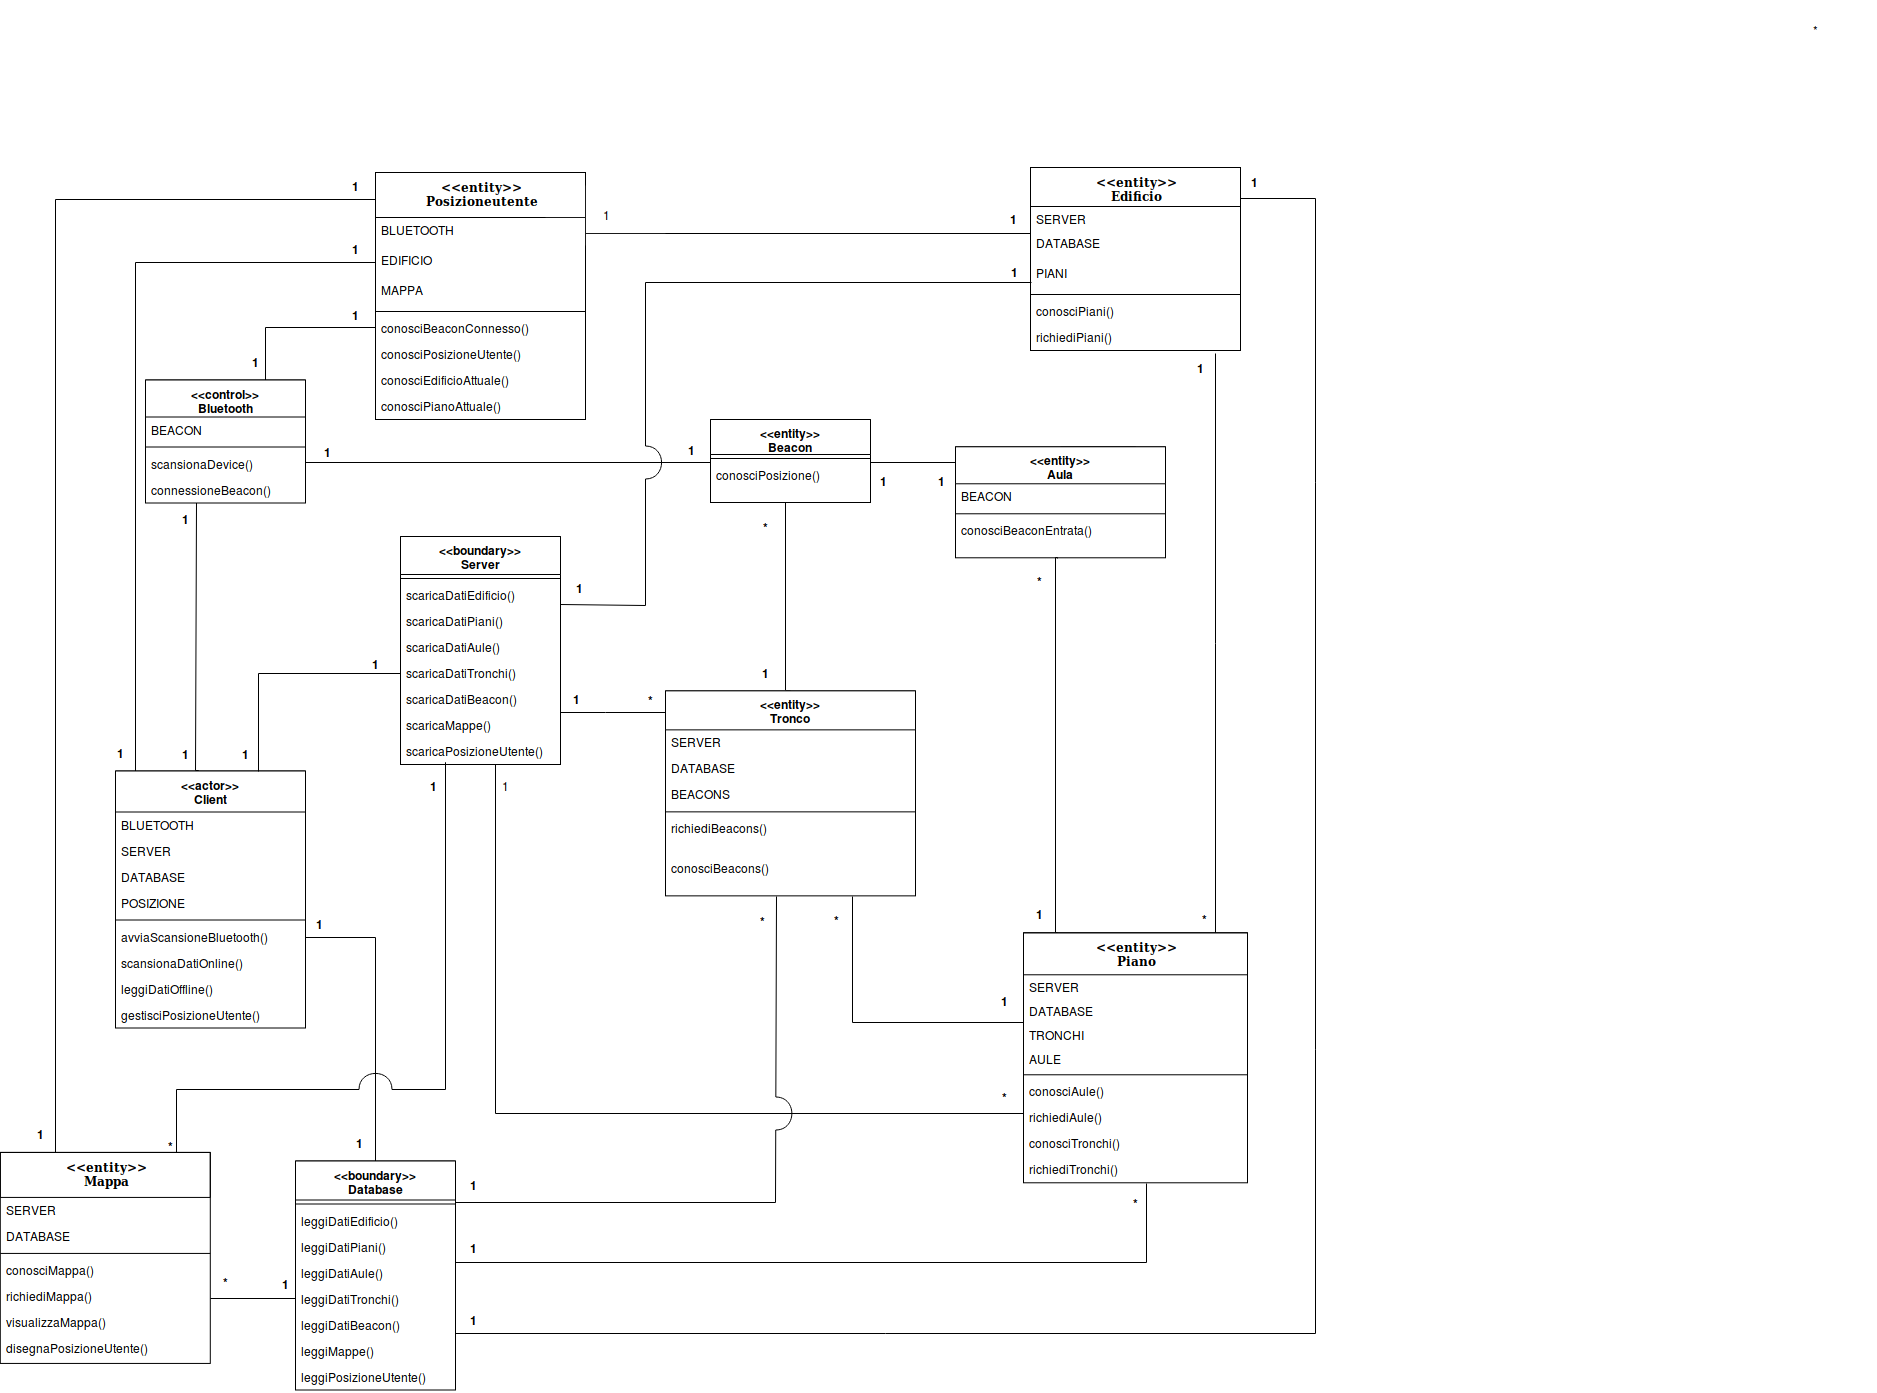 *
<<entity>>
Posizioneutente
BLUETOOTH
EDIFICIO
MAPPA
conosciBeaconConnesso()
conosciPosizioneUtente()
conosciEdificioAttuale()
conosciPianoAttuale()
1
1
1
1
1
1
1
1
<<entity>>
Edificio
SERVER
DATABASE
PIANI
conosciPiani()
richiediPiani()
1
<<control>>
Bluetooth
BEACON
scansionaDevice()
connessioneBeacon()
1
1
1
<<entity>>
Beacon
conosciPosizione()
1
1
*
<<entity>>
Aula
BEACON
conosciBeaconEntrata()
*
<<boundary>>
Server
scaricaDatiEdificio()
scaricaDatiPiani()
scaricaDatiAule()
scaricaDatiTronchi()
scaricaDatiBeacon()
scaricaMappe()
scaricaPosizioneUtente()
1
1
1
*
1
1
1
<<entity>>
Tronco
SERVER
DATABASE
BEACONS
richiediBeacons()
conosciBeacons()
*
*
1
1
1
<<actor>>
Client
BLUETOOTH
SERVER
DATABASE
POSIZIONE
avviaScansioneBluetooth()
scansionaDatiOnline()
leggiDatiOffline()
gestisciPosizioneUtente()
1
1
*
<<entity>>
Piano
SERVER
DATABASE
TRONCHI
AULE
conosciAule()
richiediAule()
conosciTronchi()
richiediTronchi()
1
*
*
1
*
<<entity>>
Mappa
SERVER
DATABASE
conosciMappa()
richiediMappa()
visualizzaMappa()
disegnaPosizioneUtente()
*
1
1
<<boundary>>
Database
leggiDatiEdificio()
leggiDatiPiani()
leggiDatiAule()
leggiDatiTronchi()
leggiDatiBeacon()
leggiMappe()
leggiPosizioneUtente()
1
1
1